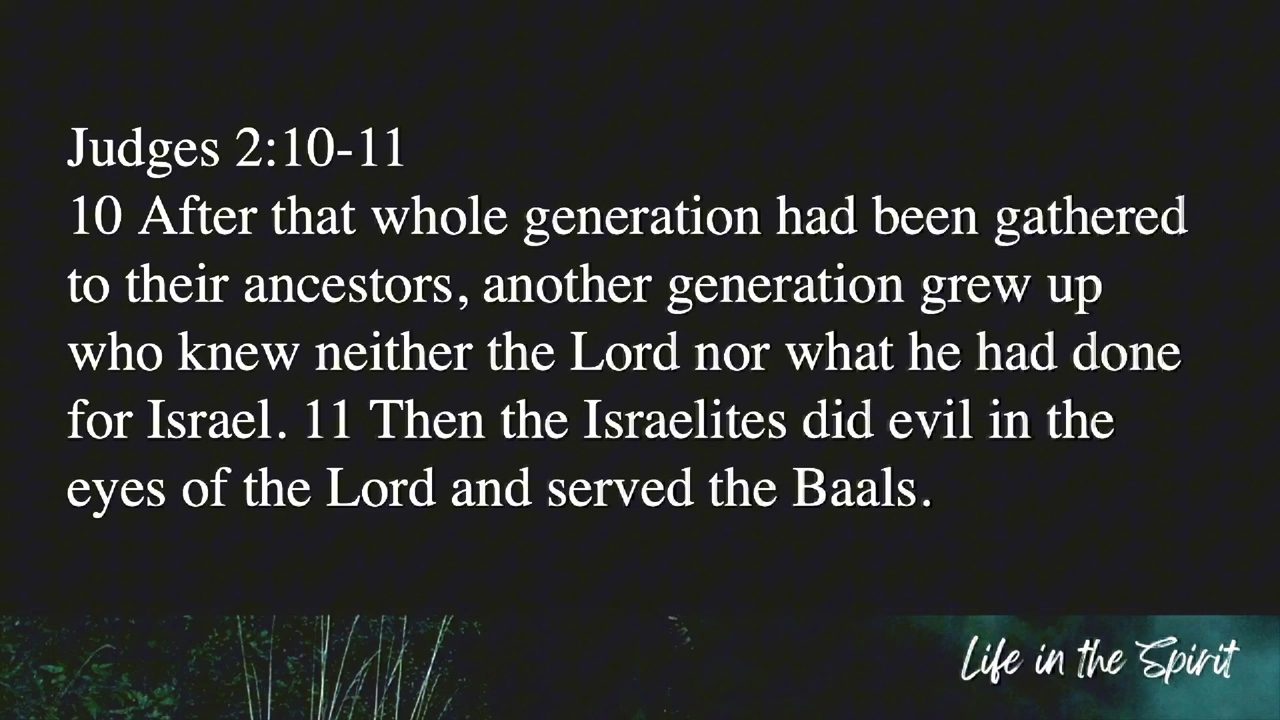 Judges 2:10-11
10 After that whole generation had been gathered
to their ancestors, another generation grew up
who knew neither the Lord nor what he had done
for Israel. 11 Then the Israelites did evil in the
eyes of the Lord and served the Baals.
Life in the Spirit